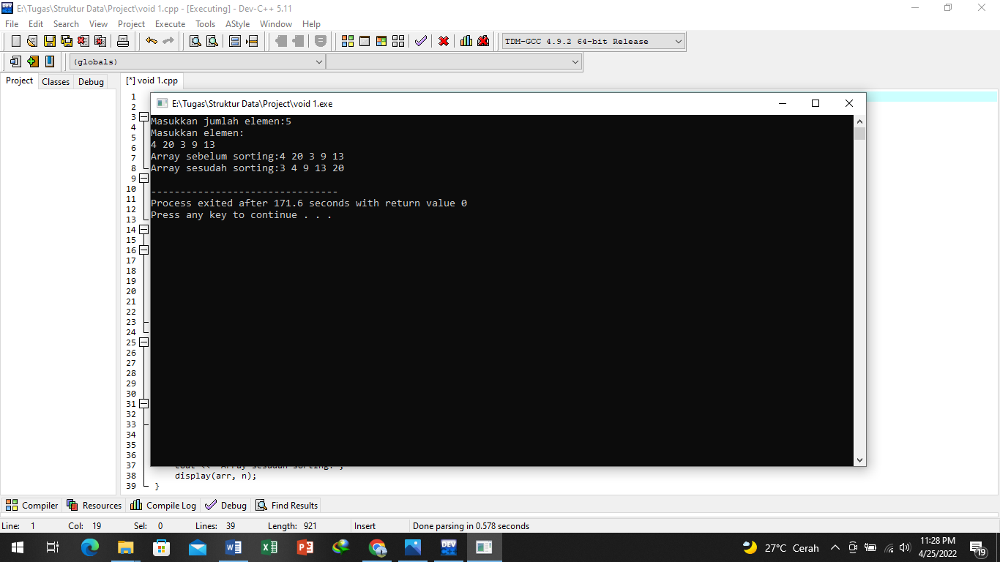 E:\Tugas\Struktur Data\Project\void 1.cpp - [Executing] - Dev-C++ 5.11
File Edit Search View Project Execute Tools AStyle Window Help
TDM-GCC 4.9.2 64-bit Release
(globals)
Project Classes Debug
[*] void 1.cpp
E:\Tugas\Struktur Data\Project\void 1.exe
Masukkan jumlah elemen:5
Masukkan elemen:
4 20 3 9 13
Array sebelum sorting:4 20 3 9 13
Array sesudah sorting:3 4 9 13 20
--------------------------------
Process exited after 171.6 seconds with return value 0
Press any key to continue . . .
1
2
3
4
5
6
7
8
9
10
11
12
13
14
15
16
17
18
19
20
21
22
23
24
25
26
27
28
29
30
31
32
33
34
35
36
37 cout << "Array sesudah sorting:";
38 display(arr, n);
39 }
Compiler Resources Compile Log Debug Find Results
Line: 1 Col: 19 Sel: 0 Lines: 39 Length: 921 Insert Done parsing in 0.578 seconds
27°C Cerah
11:28 PM
4/25/2022
19